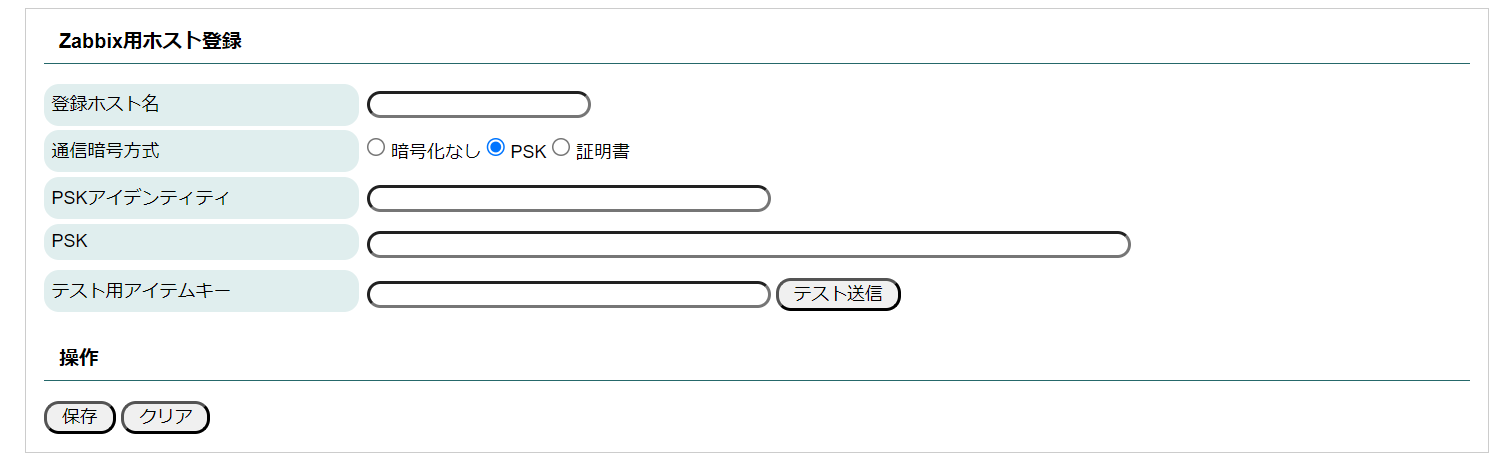 Zabbix用ホスト登録
登録ホスト名
通信暗号方式 暗号化なし PSK 証明書
PSKアイデンティティ
PSK
テスト用アイテムキー テスト送信
操作
保存 クリア